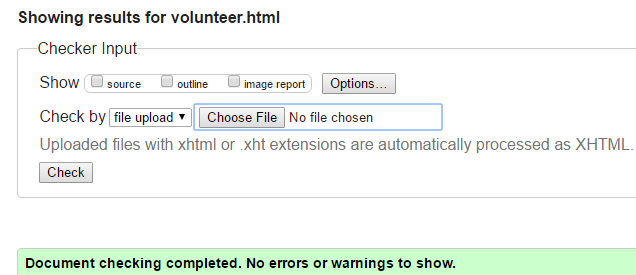 Showing results for volunteer.html
Checker Input
Show source outline image report Options...
Check by file upload Choose File No file chosen
Uploaded files with xhtml or .xht extensions are automatically processed as XHTML.
Check
Document checking completed. No errors or warnings to show.